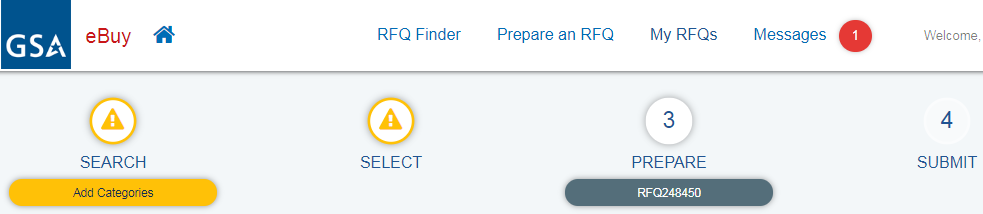 GSA eBuy RFQ Finder Prepare an RFQ My RFQs Messages 1 Welcome,
3 4
SEARCH SELECT PREPARE SUBMIT
Add Categories RFQ248450